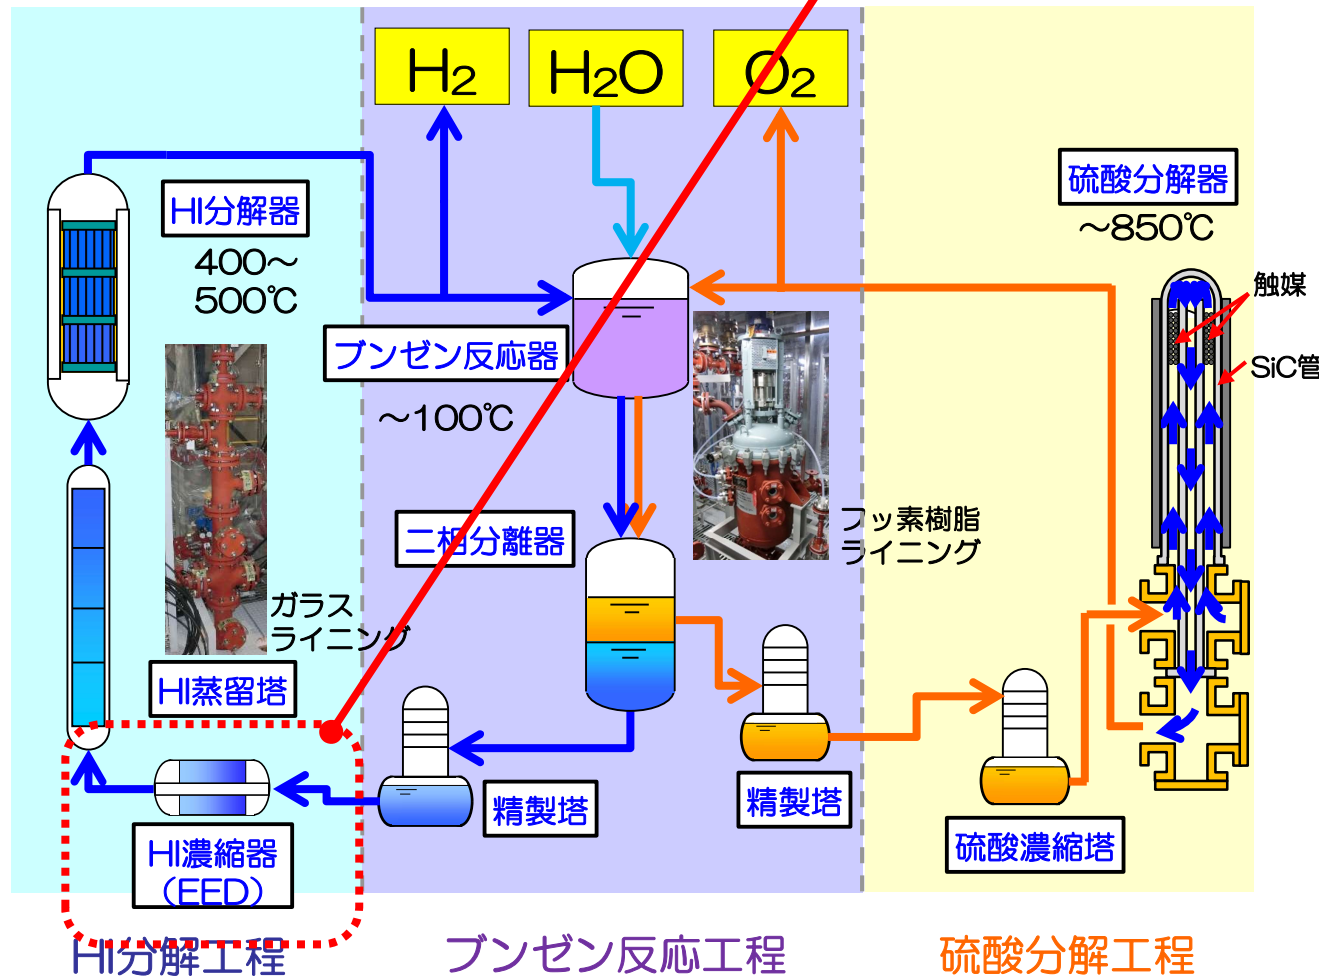 H2
H2O
O2
HI分解器
400～
500℃
硫酸分解器
～850℃
触媒
SiC管
ブンゼン反応器
～100℃
二相分離器
フッ素樹脂
ライニング
ガラス
ライニング
HI蒸留塔
精製塔
精製塔
HI濃縮器
(EED)
硫酸濃縮塔
HI分解工程
ブンゼン反応工程
硫酸分解工程